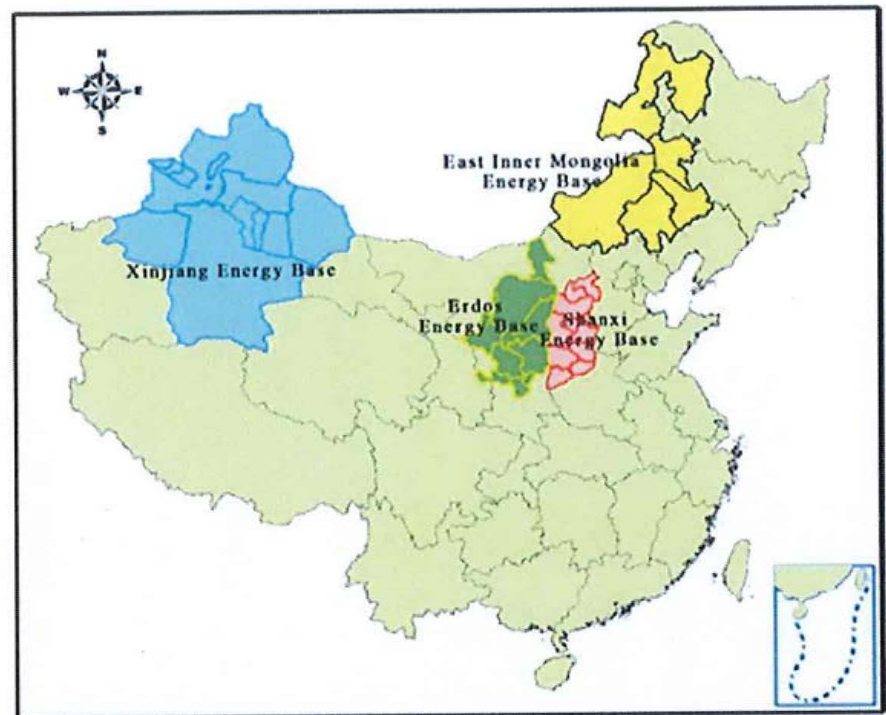 N
W E
S
East Inner Mongolia
Energy Base
Xinjiang Energy Base
Erdos
Energy Base
Shanxi
Energy Base